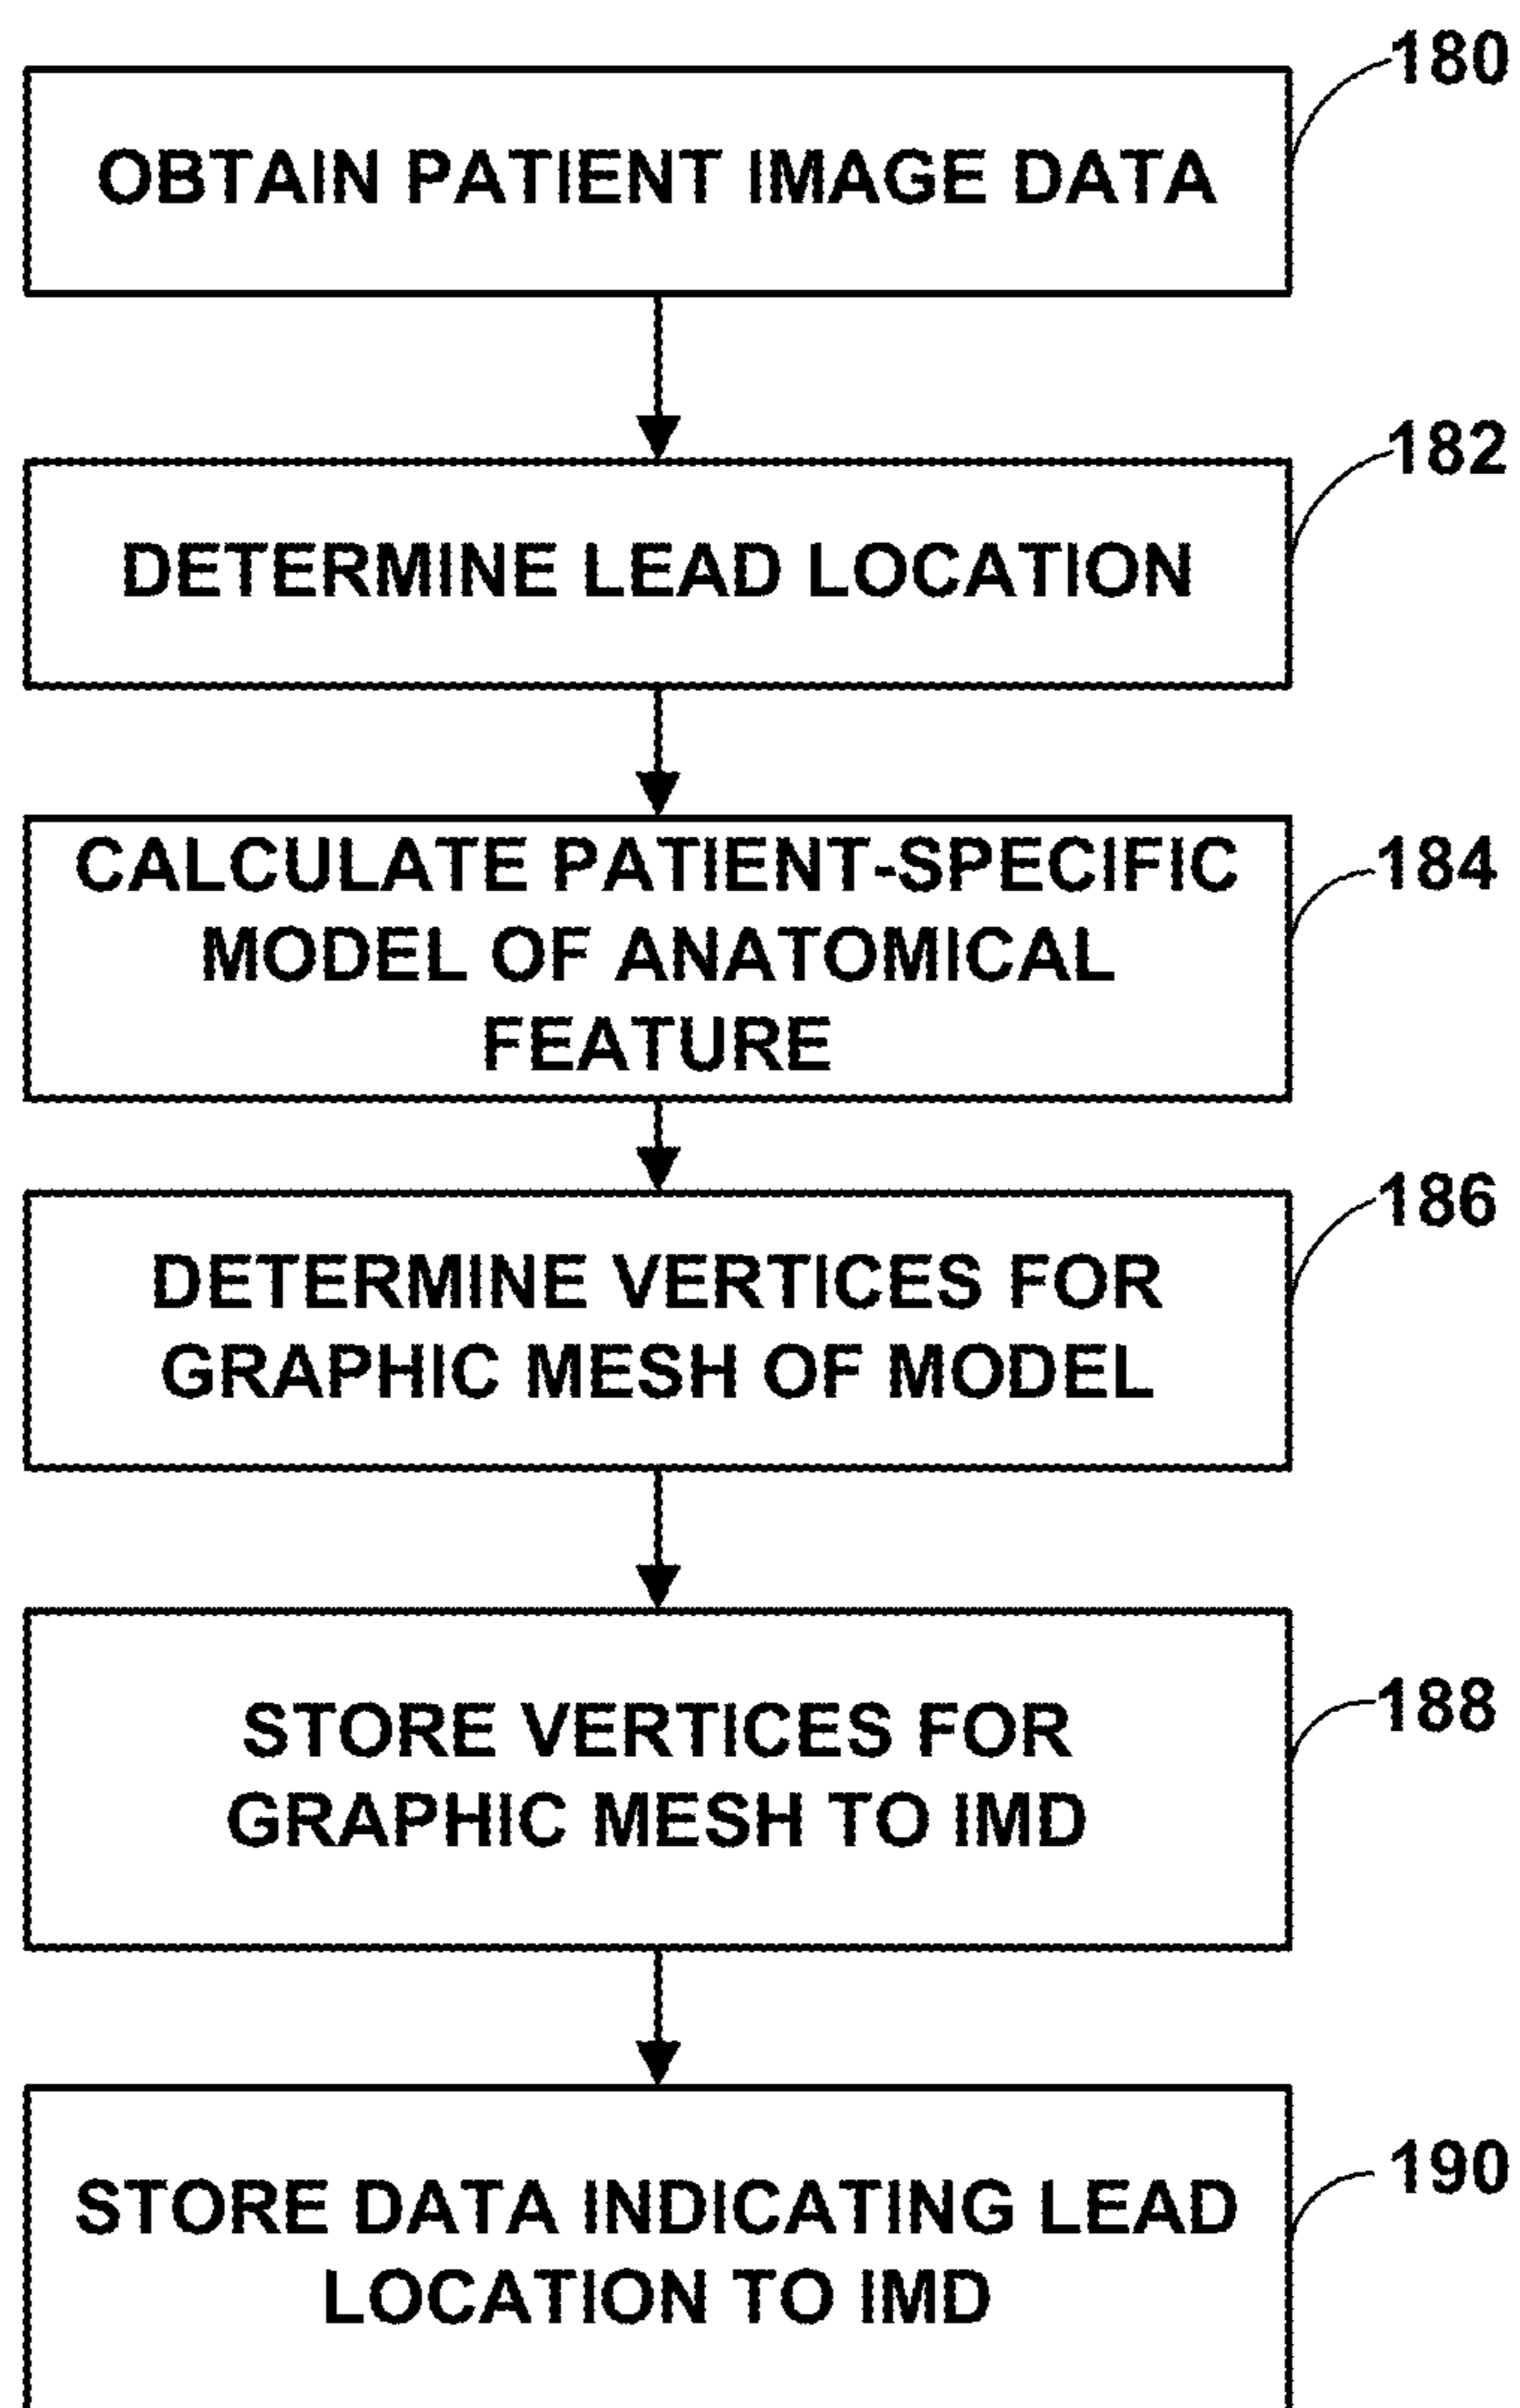 180
OBTAIN PATIENT IMAGE DATA
182
DETERMINE LEAD LOCATION
184
CALCULATE PATIENT-SPECIFIC
MODEL OF ANATOMICAL
FEATURE
186
DETERMINE VERTICES FOR
GRAPHIC MESH OF MODEL
188
STORE VERTICES FOR
GRAPHIC MESH TO IMD
190
STORE DATA INDICATING LEAD
LOCATION TO IMD